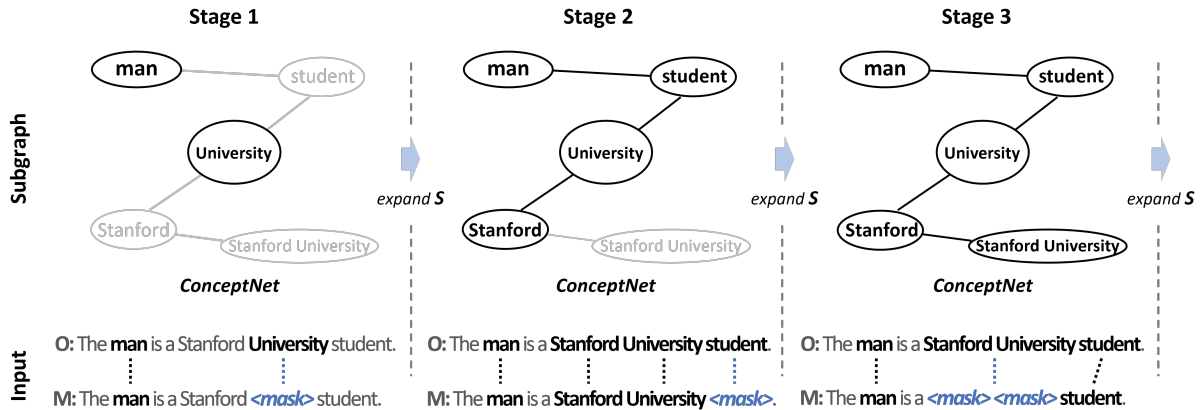 Stage 1
Stage 2
Stage 3
Subgraph
man
student
University
Stanford
Stanford University
ConceptNet
expand S
man
student
University
Stanford
Stanford University
ConceptNet
expand S
man
student
University
Stanford
Stanford University
ConceptNet
expand S
Input
O: The man is a Stanford University student.
M: The man is a Stanford <mask> student.
O: The man is a Stanford University student.
M: The man is a Stanford University <mask>.
O: The man is a Stanford University student.
M: The man is a <mask> <mask> student.